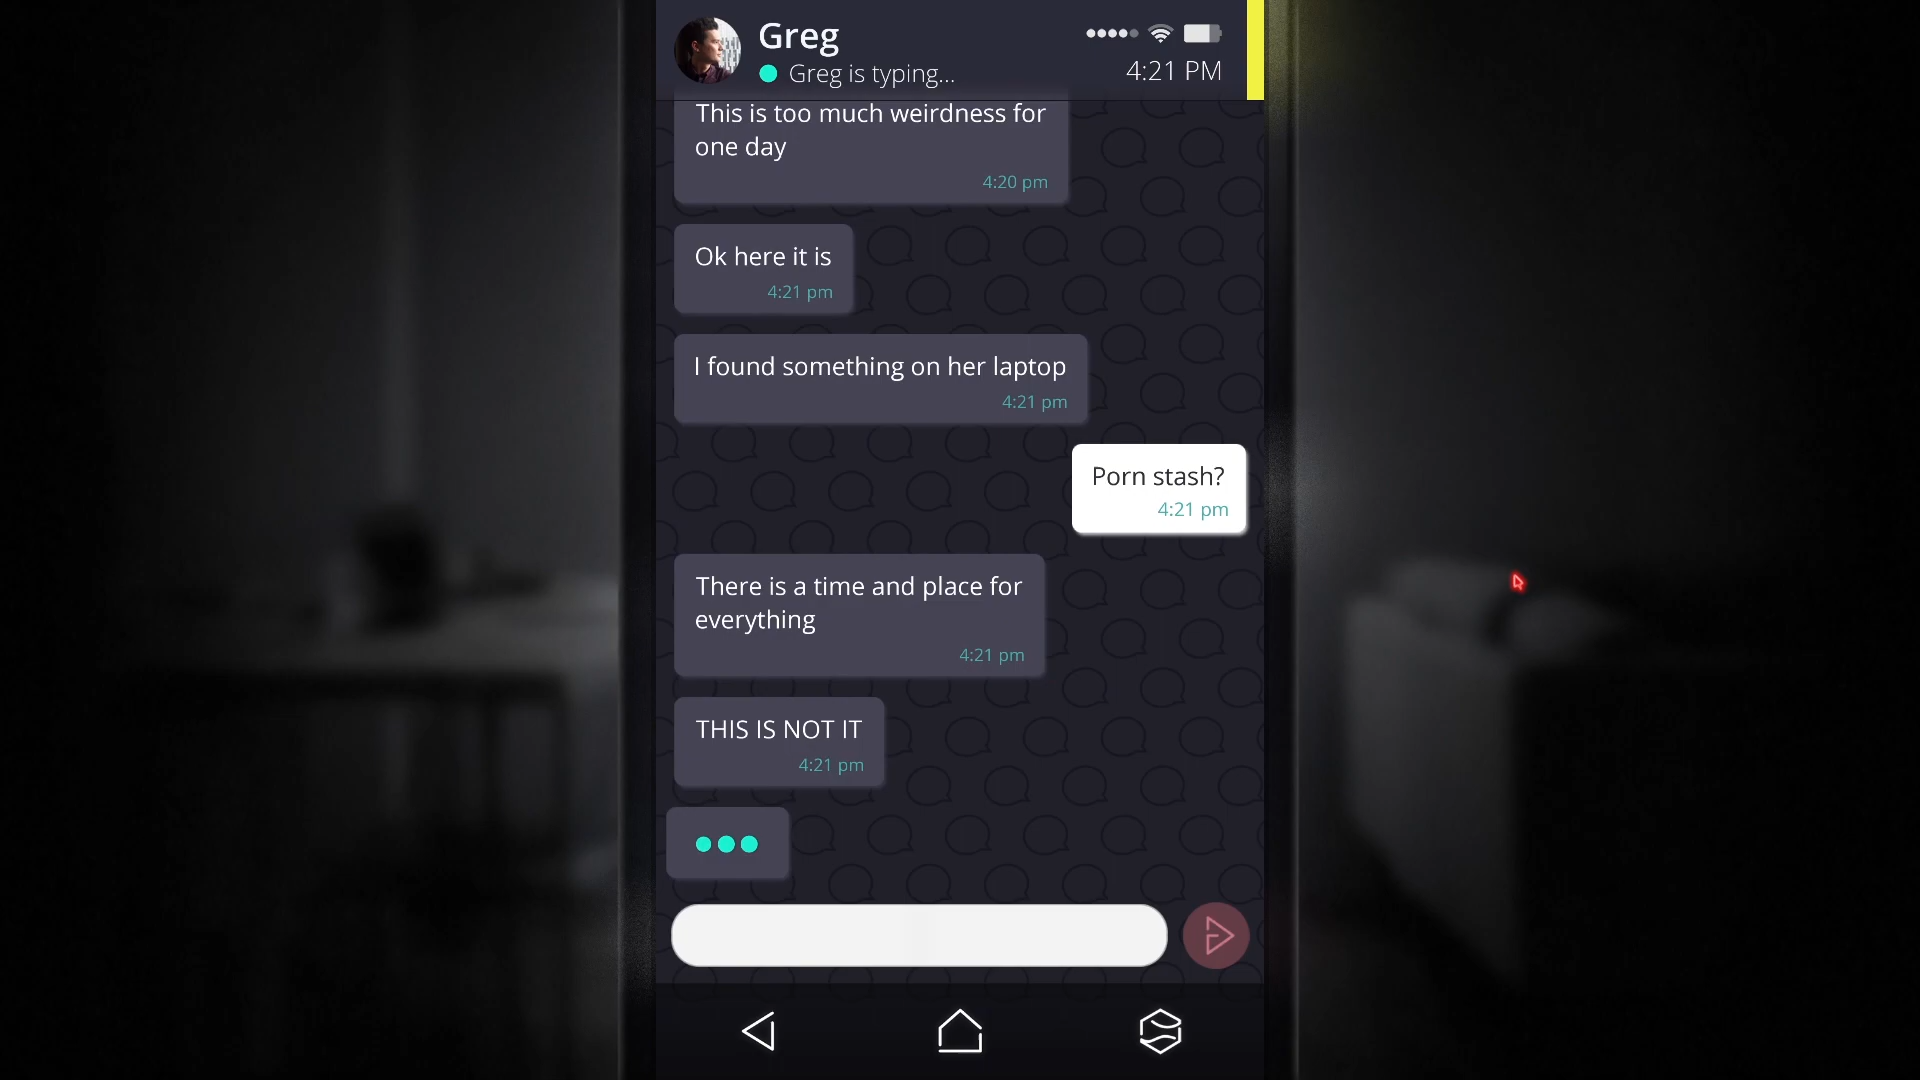 Greg
Greg is typing...
4:21 PM
This is too much weirdness for
one day
4:20 pm
Ok here it is
4:21 pm
I found something on her laptop
4:21 pm
Porn stash?
4:21 pm
There is a time and place for
everything
4:21 pm
THIS IS NOT IT
4:21 pm